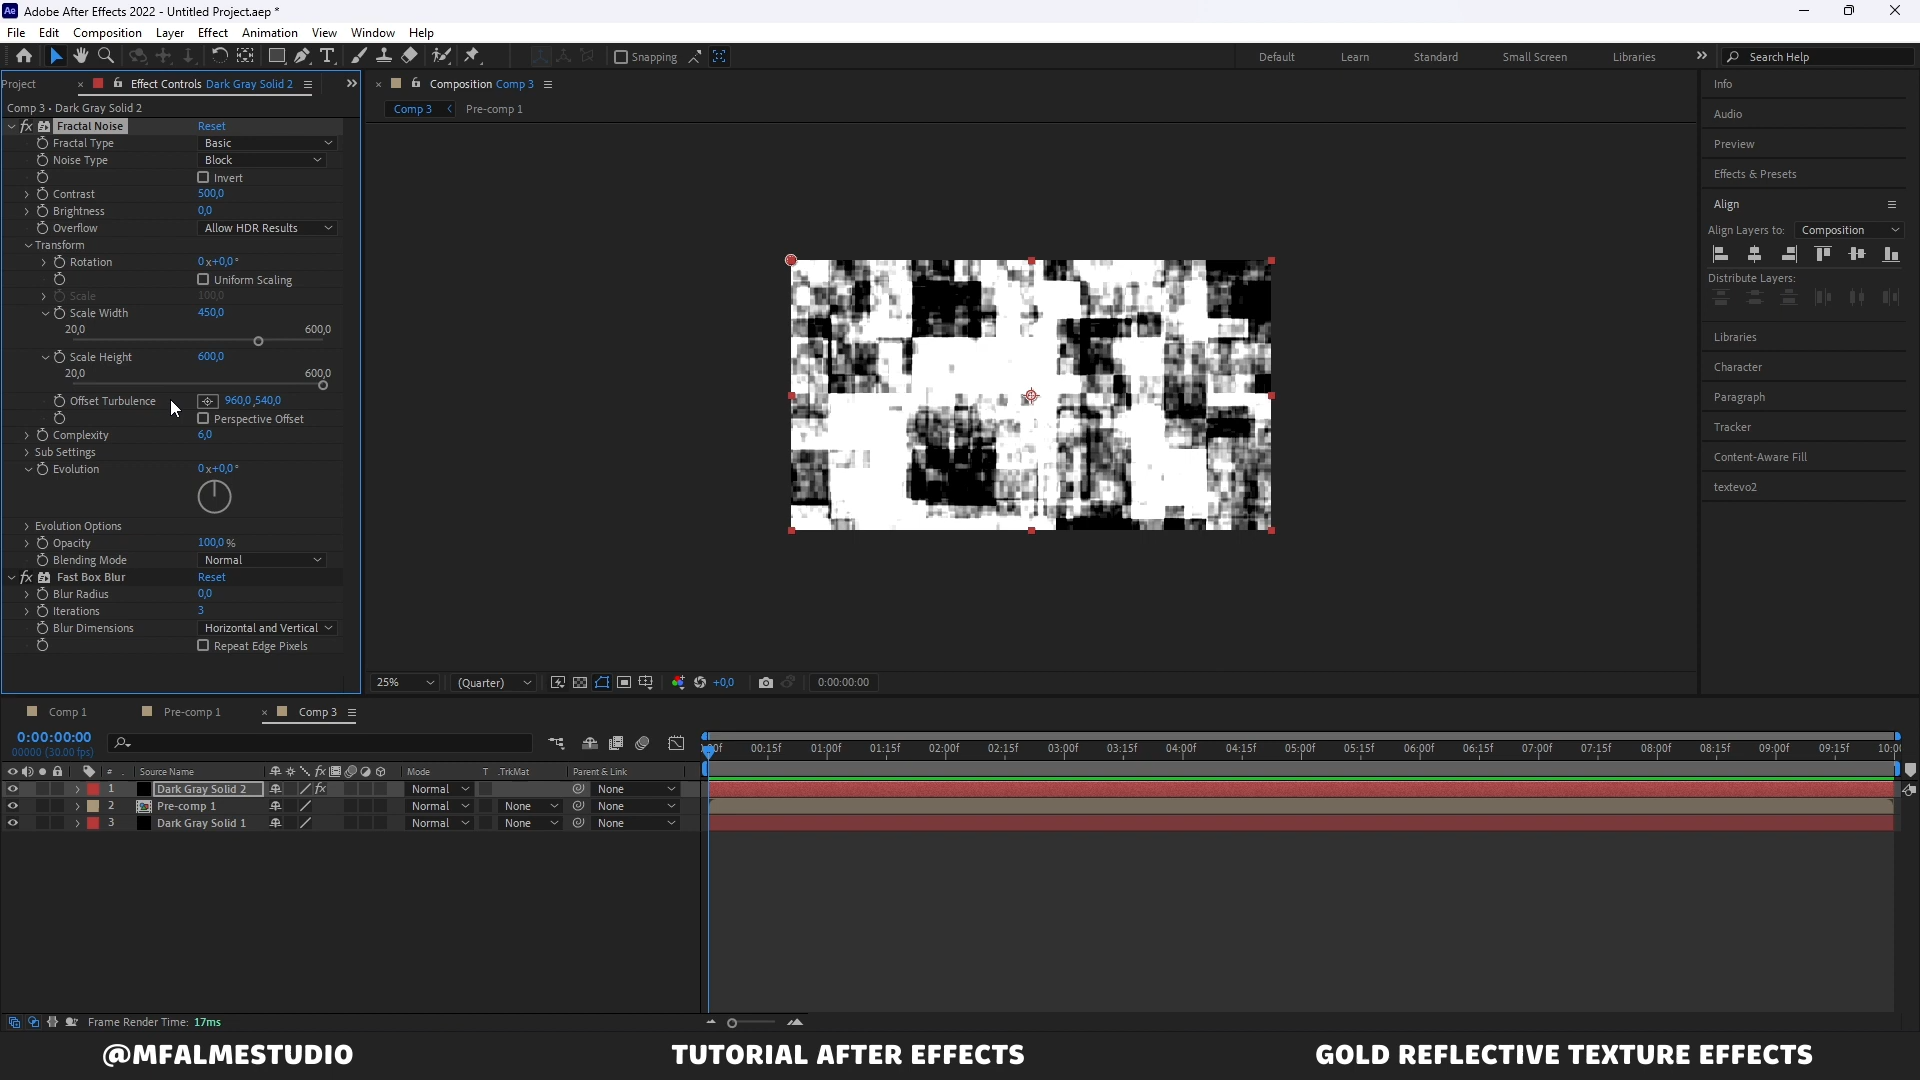 Adobe After Effects 2022 - Untitled Project.aep *
File Edit Composition Layer Effect Animation View Window Help
Snapping Default Learn Standard Small Screen Libraries Search Help
Project Effect Controls Dark Gray Solid 2
Comp 3 • Dark Gray Solid 2
Fractal Noise Reset
Fractal Type Basic
Noise Type Block
Invert
Contrast 500,0
Brightness 0,0
Overflow Allow HDR Results
Transform
Rotation 0x+0,0°
Uniform Scaling
Scale 100,0
Scale Width 450,0
20,0 600,0
Scale Height 600,0
20,0 600,0
Offset Turbulence 960,0 ,540,0
Perspective Offset
Complexity 6,0
Sub Settings
Evolution 0x+0,0°
Evolution Options
Opacity 100,0 %
Blending Mode Normal
Fast Box Blur Reset
Blur Radius 0,0
Iterations 3
Blur Dimensions Horizontal and Vertical
Repeat Edge Pixels
Composition Comp 3
Comp 3 Pre-comp 1
25% (Quarter) +0,0 0:00:00:00
Info
Audio
Preview
Effects & Presets
Align
Align Layers to: Composition
Distribute Layers:
Libraries
Character
Paragraph
Tracker
Content-Aware Fill
textevo2
Comp 1 Pre-comp 1 Comp 3
0:00:00:00
00000 (30.00 fps)
00:15f 01:00f 01:15f 02:00f 02:15f 03:00f 03:15f 04:00f 04:15f 05:00f 05:15f 06:00f 06:15f 07:00f 07:15f 08:00f 08:15f 09:00f 09:15f
# Source Name fx Mode T .TrkMat Parent & Link
1 Dark Gray Solid 2 fx Normal None
2 Pre-comp 1 Normal None None
3 Dark Gray Solid 1 Normal None None
Frame Render Time: 17ms
@MFALMESTUDIO TUTORIAL AFTER EFFECTS GOLD REFLECTIVE TEXTURE EFFECTS